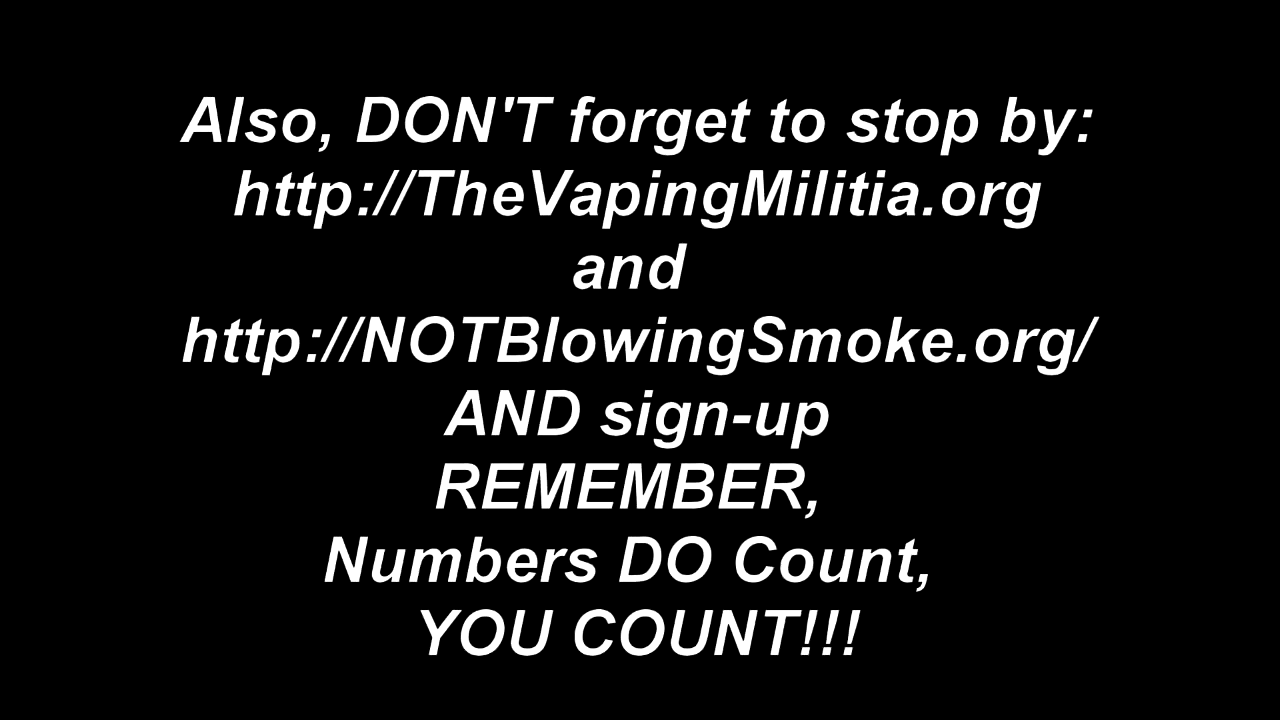 Also, DON'T forget to stop by:
http://TheVapingMilitia.org
and
http://NOTBlowingSmoke.org/
AND sign-up
REMEMBER,
Numbers DO Count,
YOU COUNT!!!